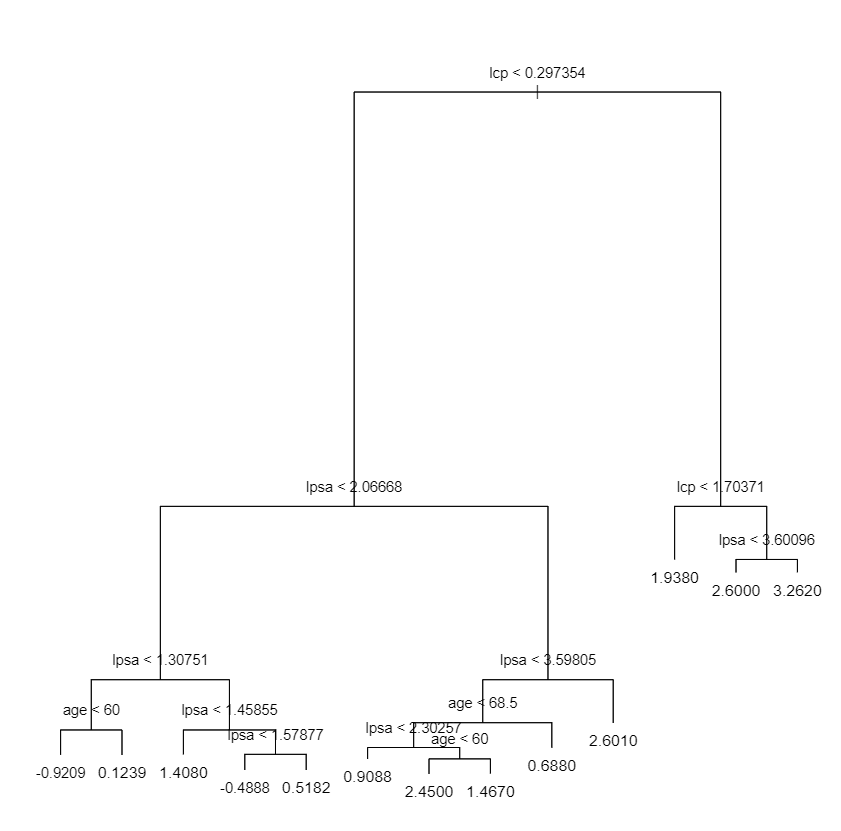 lcp < 0.297354
lpsa < 2.06668
lcp < 1.70371
lpsa < 3.60096
1.9380
2.6000
3.2620
lpsa < 1.30751
lpsa < 3.59805
age < 60
lpsa < 1.45855
age < 68.5
lpsa < 1.57877
lpsa < 2.30257
age < 60
2.6010
-0.9209
0.1239
1.4080
0.9088
0.6880
-0.4888
0.5182
2.4500
1.4670